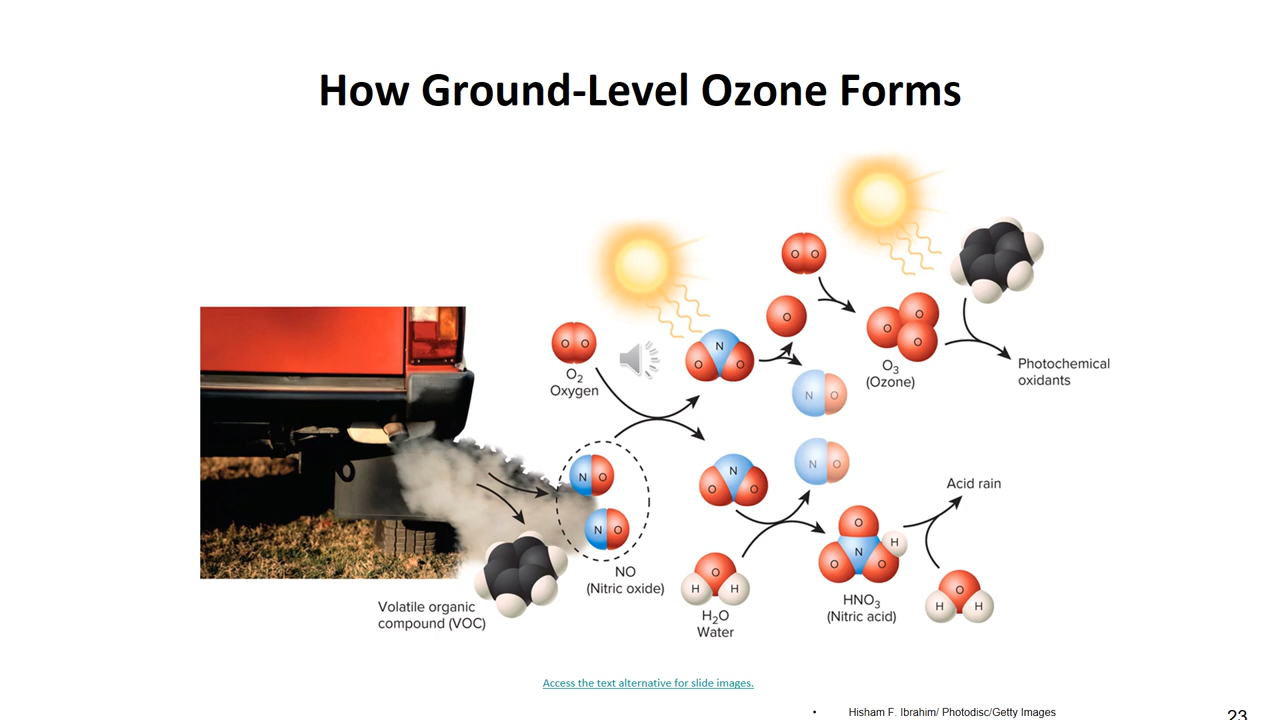 How Ground-Level Ozone Forms
O O
O
N
O O
O
O₂
Oxygen
O O
N O
O
O
O
O₃
(Ozone)
Photochemical
oxidants
N O
N O
NO
(Nitric oxide)
Volatile organic
compound (VOC)
N
O O
N O
O
H H
H₂O
Water
O
N H
O O
HNO₃
(Nitric acid)
Acid rain
O
H H
Access the text alternative for slide images.
• Hisham F. Ibrahim/ Photodisc/Getty Images
23